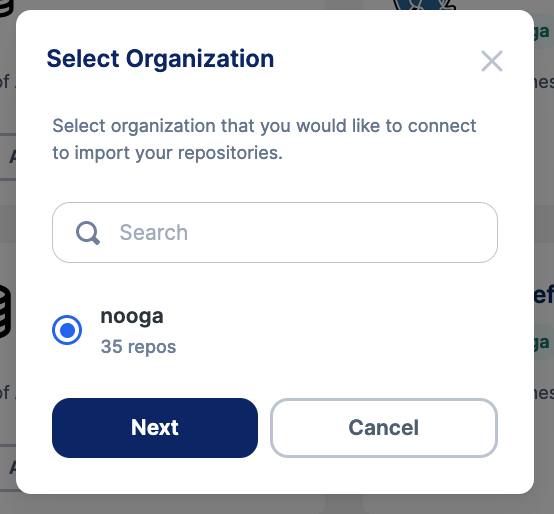 Select Organization
Select organization that you would like to connect
to import your repositories.
Search
nooga
35 repos
Next
Cancel